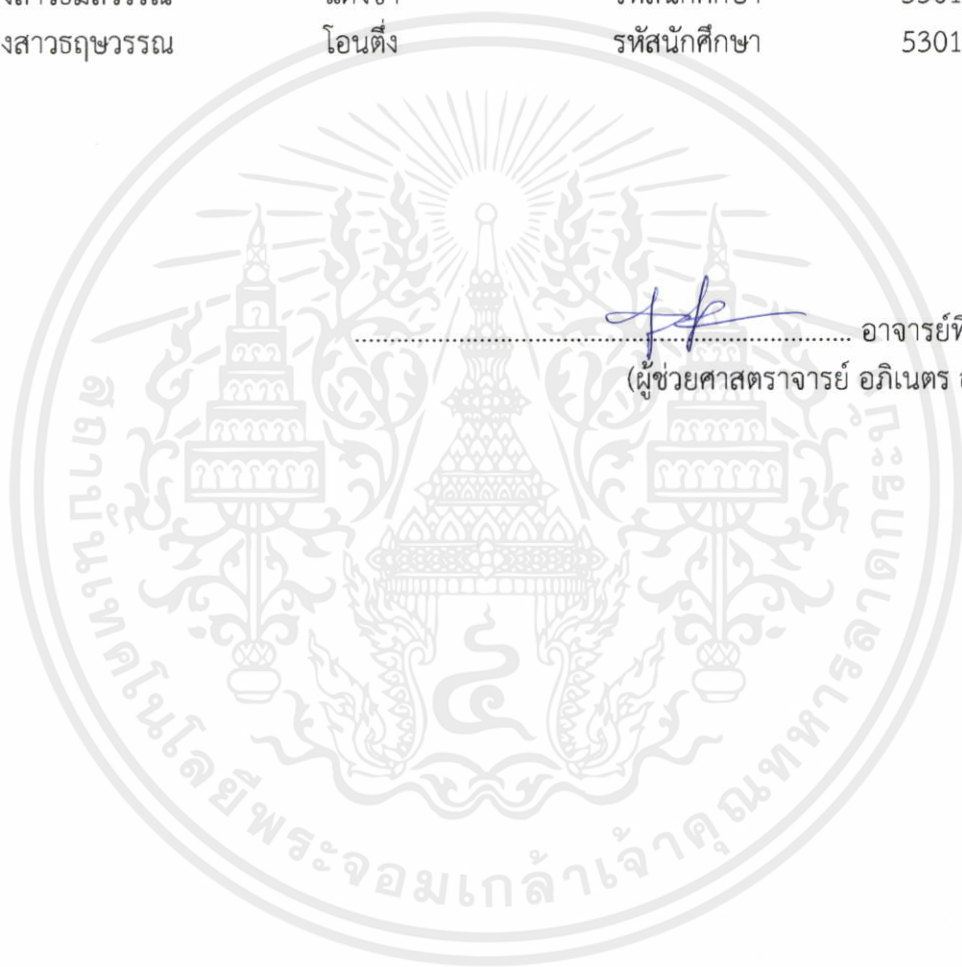 งสาวธฤษวรรณ โอนตึ่ง รหัสนักศึกษา 5301
อาจารย์ที่
(ผู้ช่วยศาสตราจารย์ อภิเนตร
สถาบันเทคโนโลยีพระจอมเกล้าเจ้าคุณทหารลาดกระบัง